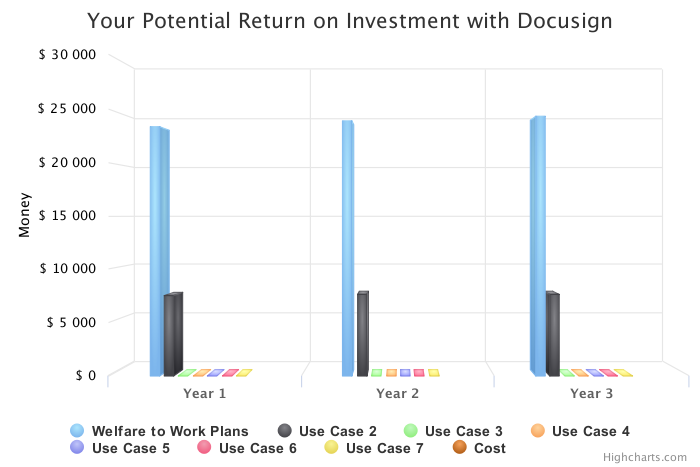 Your Potential Return on Investment with Docusign
$ 30 000
$ 25 000
$ 20 000
$ 15 000
$ 10 000
$ 5 000
$ 0
Money
Year 1
Year 2
Year 3
Welfare to Work Plans Use Case 2 Use Case 3 Use Case 4
Use Case 5 Use Case 6 Use Case 7 Cost
Highcharts.com